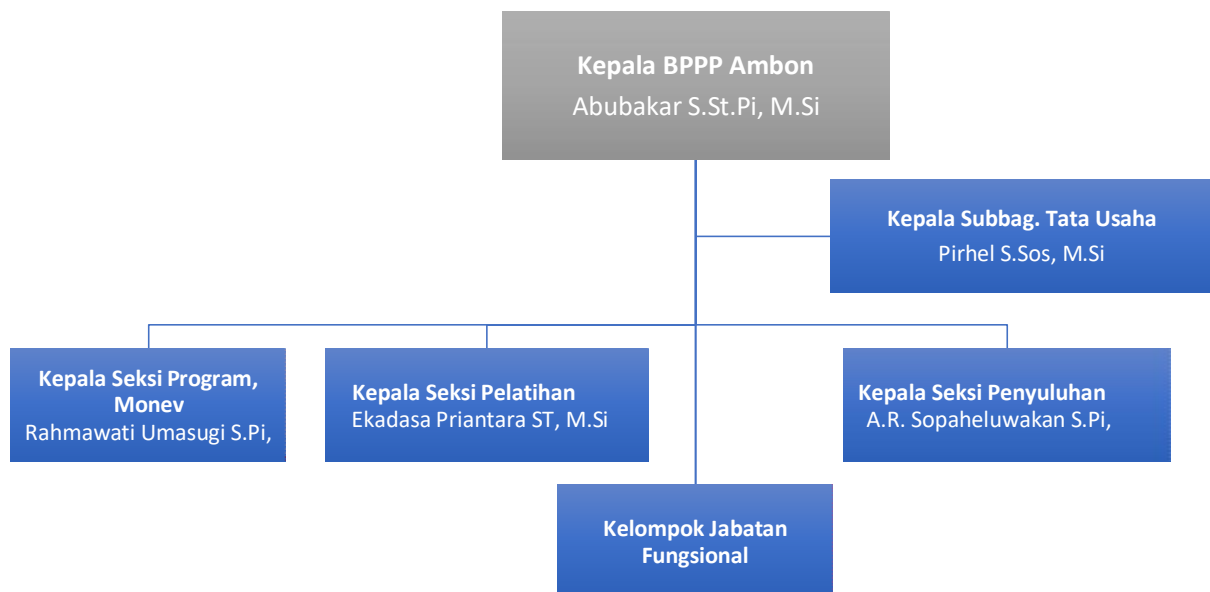 Kepala BPPP Ambon
Abubakar S.St.Pi, M.Si
Kepala Subbag. Tata Usaha
Pirhel S.Sos, M.Si
Kepala Seksi Program,
Monev
Rahmawati Umasugi S.Pi,
Kepala Seksi Pelatihan
Ekadasa Priantara ST, M.Si
Kepala Seksi Penyuluhan
A.R. Sopaheluwakan S.Pi,
Kelompok Jabatan
Fungsional